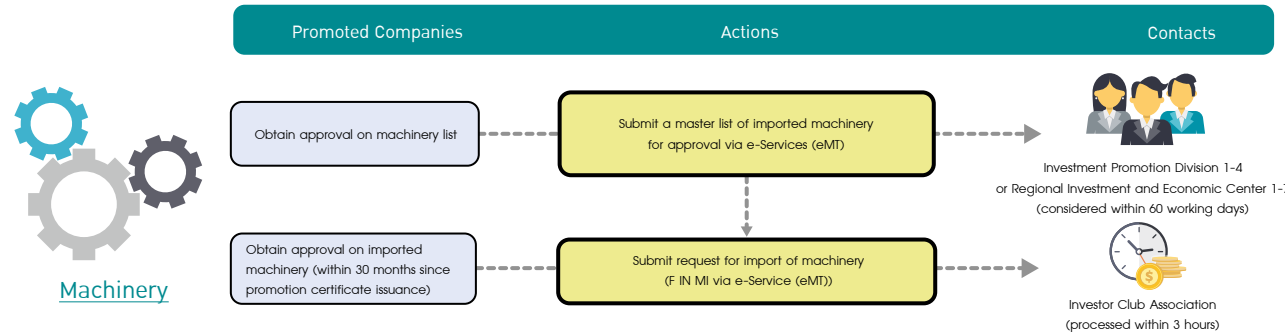 Promoted Companies
Actions
Contacts
Obtain approval on machinery list
Submit a master list of imported machinery
for approval via e-Services (eMT)
Investment Promotion Division 1-4
or Regional Investment and Economic Center 1-7
(considered within 60 working days)
Machinery
Obtain approval on imported
machinery (within 30 months since
promotion certificate issuance)
Submit request for import of machinery
(F IN MI via e-Service (eMT))
Investor Club Association
(processed within 3 hours)